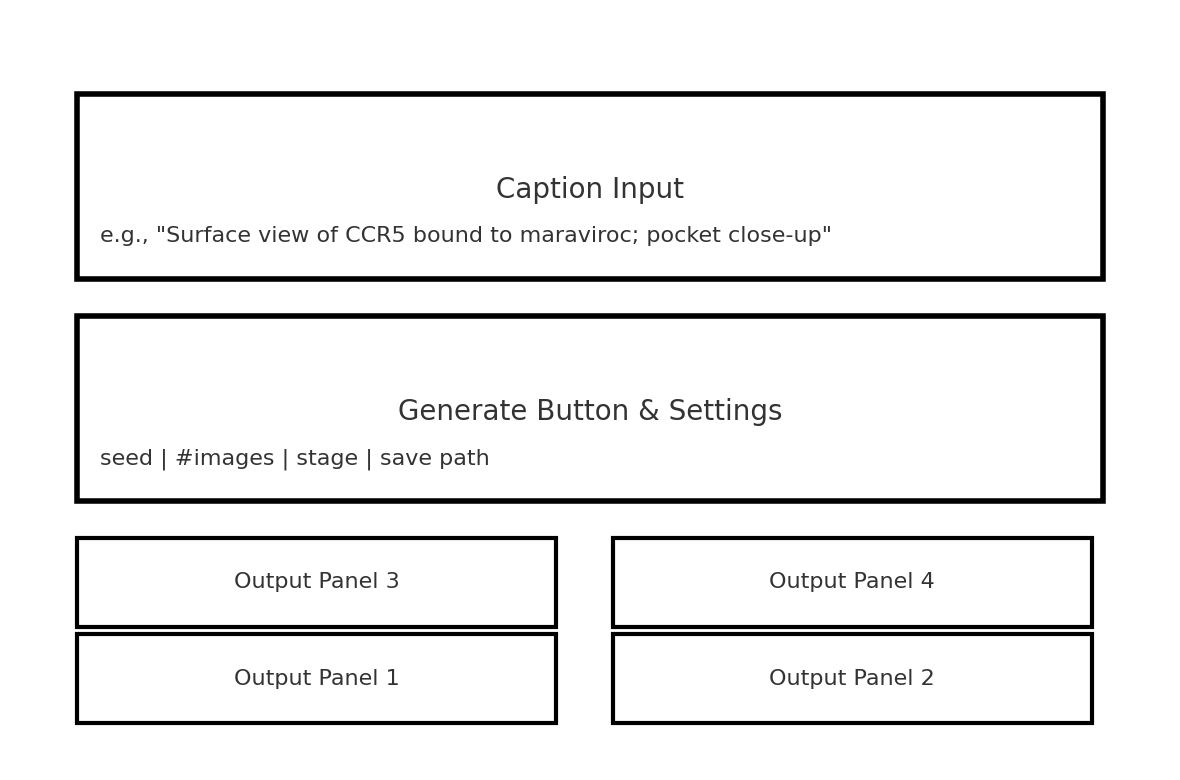 Caption Input
e.g., "Surface view of CCR5 bound to maraviroc; pocket close-up"
Generate Button & Settings
seed | #images | stage | save path
Output Panel 3
Output Panel 4
Output Panel 1
Output Panel 2